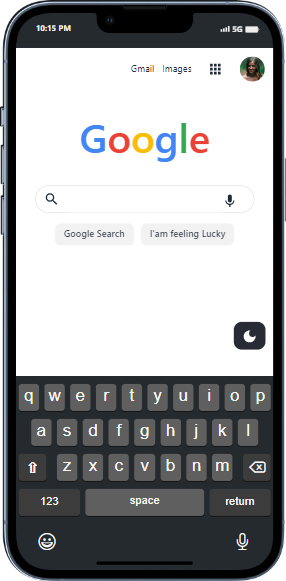 10:15 PM 5G
Gmail Images
Google
Google Search I'am feeling Lucky
q w e r t y u i o p
a s d f g h j k l
z x c v b n m
123 space return